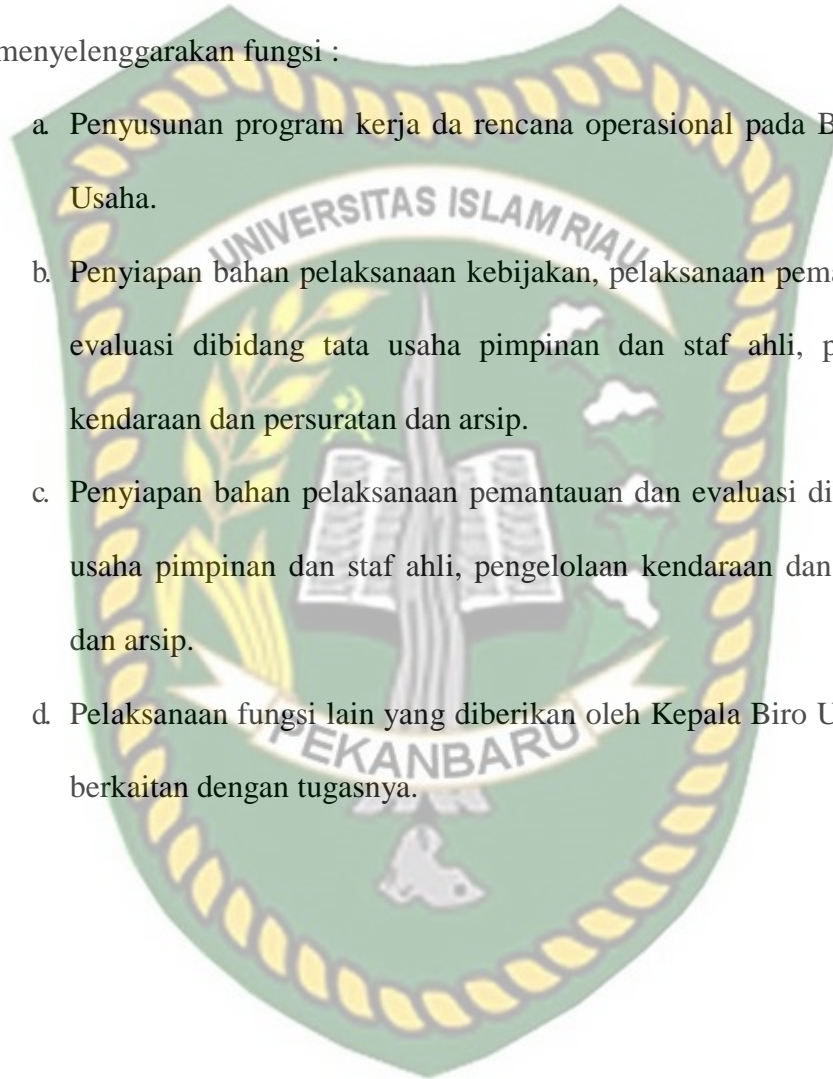 menyelenggarakan fungsi :
a. Penyusunan program kerja da rencana operasional pada B
Usaha.
UNIVERSITAS ISLAM RIAU
b. Penyiapan bahan pelaksanaan kebijakan, pelaksanaan pema
evaluasi dibidang tata usaha pimpinan dan staf ahli, p
kendaraan dan persuratan dan arsip.
c. Penyiapan bahan pelaksanaan pemantauan dan evaluasi di
usaha pimpinan dan staf ahli, pengelolaan kendaraan dan
dan arsip.
d. Pelaksanaan fungsi lain yang diberikan oleh Kepala Biro U
PEKANBARU
berkaitan dengan tugasnya.